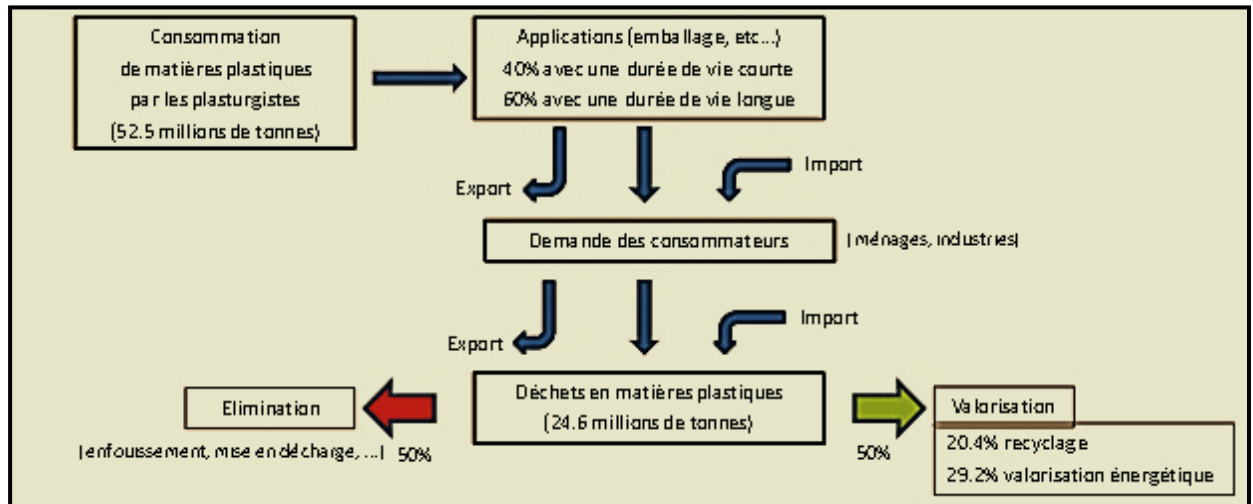 Consommation
de matières plastiques
par les plasturgistes
(52.5 millions de tonnes)
Applications (emballage, etc...)
40% avec une durée de vie courte
60% avec une durée de vie longue
Export
Import
Demande des consommateurs
(ménages, industries)
Export
Import
Déchets en matières plastiques
(24.6 millions de tonnes)
Elimination
(enfouissement, mise en décharge, ...)
50%
50%
Valorisation
20.4% recyclage
29.2% valorisation énergétique